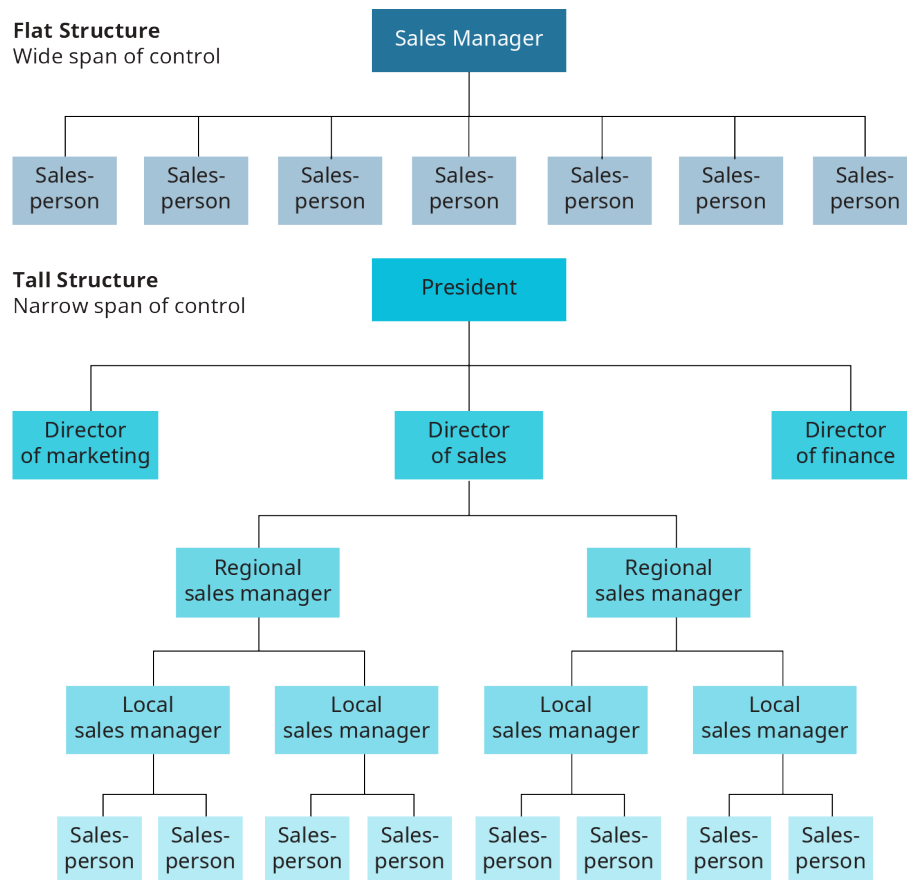 Flat Structure
Wide span of control
Sales Manager
Sales-
person
Sales-
person
Sales-
person
Sales-
person
Sales-
person
Sales-
person
Sales-
person
Tall Structure
Narrow span of control
President
Director
of marketing
Director
of sales
Director
of finance
Regional
sales manager
Regional
sales manager
Local
sales manager
Local
sales manager
Local
sales manager
Local
sales manager
Sales-
person
Sales-
person
Sales-
person
Sales-
person
Sales-
person
Sales-
person
Sales-
person
Sales-
person